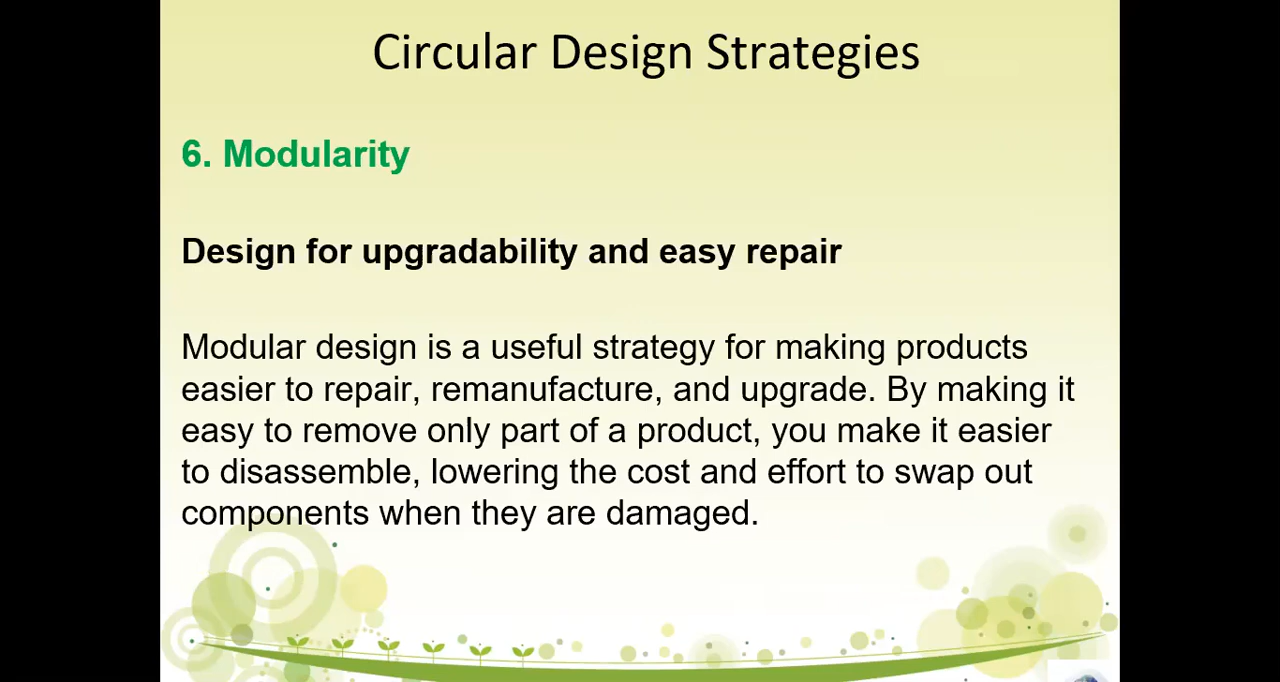 Circular Design Strategies
6. Modularity
Design for upgradability and easy repair
Modular design is a useful strategy for making products
easier to repair, remanufacture, and upgrade. By making it
easy to remove only part of a product, you make it easier
to disassemble, lowering the cost and effort to swap out
components when they are damaged.